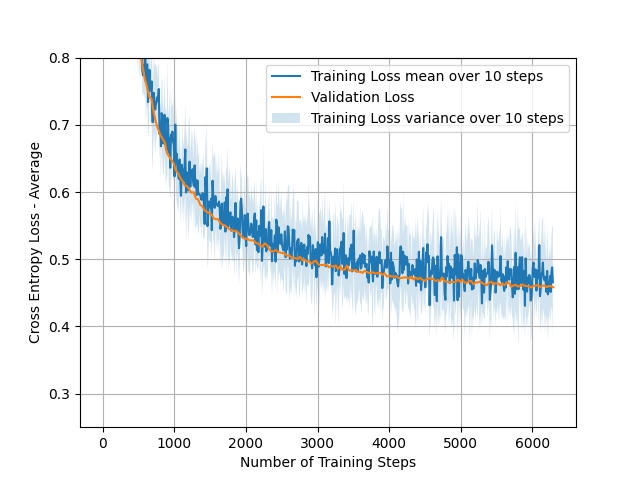 Training Loss mean over 10 steps
Validation Loss
Training Loss variance over 10 steps
0.8
0.7
0.6
0.5
0.4
0.3
Cross Entropy Loss - Average
0 1000 2000 3000 4000 5000 6000
Number of Training Steps